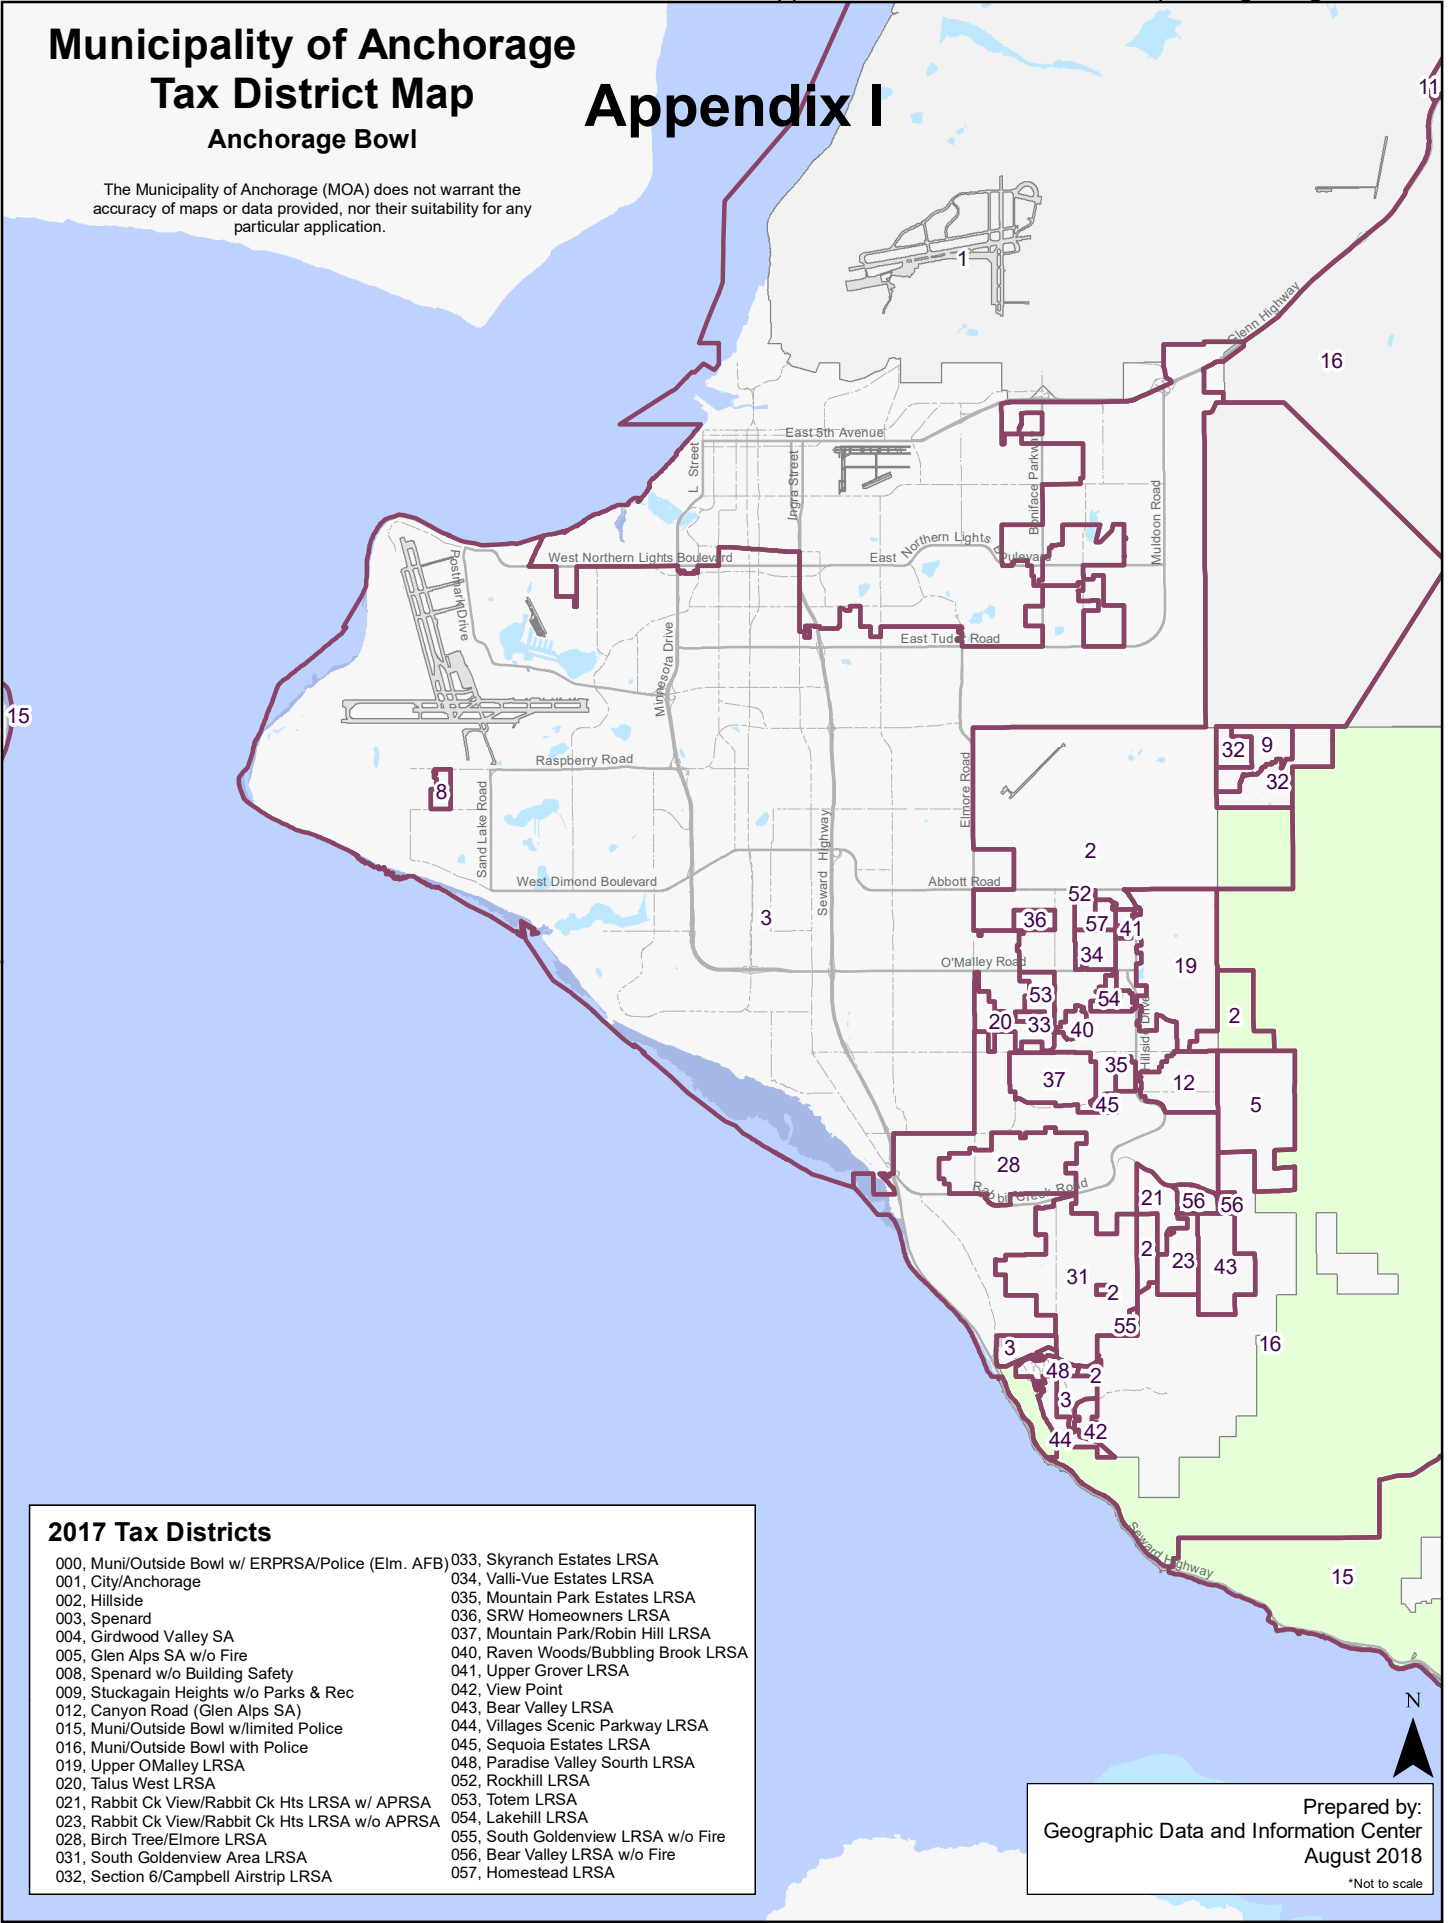 Municipality of Anchorage
Tax District Map
Anchorage Bowl
Appendix I
The Municipality of Anchorage (MOA) does not warrant the
accuracy of maps or data provided, nor their suitability for any
particular application.
11
1
Glenn Highway
16
East 5th Avenue
L Street
Ingra Street
Boniface Parkway
Muldoon Road
West Northern Lights Boulevard
East
Northern Lights
Boulevard
Postmark Drive
Minnesota Drive
East Tudor Road
15
32
9
32
Raspberry Road
8
Sand Lake Road
Seward Highway
Elmore Road
2
West Dimond Boulevard
Abbott Road
3
52
36
57
41
34
O'Malley Road
19
53
54
20
33
40
2
Hillside Drive
35
37
12
45
5
28
Rabbit Creek Road
21
56
56
2
23
43
31
2
55
16
3
48
2
3
42
44
Seward Highway
15
2017 Tax Districts
000, Muni/Outside Bowl w/ ERPRSA/Police (Elm. AFB)
001, City/Anchorage
002, Hillside
003, Spenard
004, Girdwood Valley SA
005, Glen Alps SA w/o Fire
008, Spenard w/o Building Safety
009, Stuckagain Heights w/o Parks & Rec
012, Canyon Road (Glen Alps SA)
015, Muni/Outside Bowl w/limited Police
016, Muni/Outside Bowl with Police
019, Upper OMalley LRSA
020, Talus West LRSA
021, Rabbit Ck View/Rabbit Ck Hts LRSA w/ APRSA
023, Rabbit Ck View/Rabbit Ck Hts LRSA w/o APRSA
028, Birch Tree/Elmore LRSA
031, South Goldenview Area LRSA
032, Section 6/Campbell Airstrip LRSA
033, Skyranch Estates LRSA
034, Valli-Vue Estates LRSA
035, Mountain Park Estates LRSA
036, SRW Homeowners LRSA
037, Mountain Park/Robin Hill LRSA
040, Raven Woods/Bubbling Brook LRSA
041, Upper Grover LRSA
042, View Point
043, Bear Valley LRSA
044, Villages Scenic Parkway LRSA
045, Sequoia Estates LRSA
048, Paradise Valley Sourth LRSA
052, Rockhill LRSA
053, Totem LRSA
054, Lakehill LRSA
055, South Goldenview LRSA w/o Fire
056, Bear Valley LRSA w/o Fire
057, Homestead LRSA
N
Prepared by:
Geographic Data and Information Center
August 2018
*Not to scale